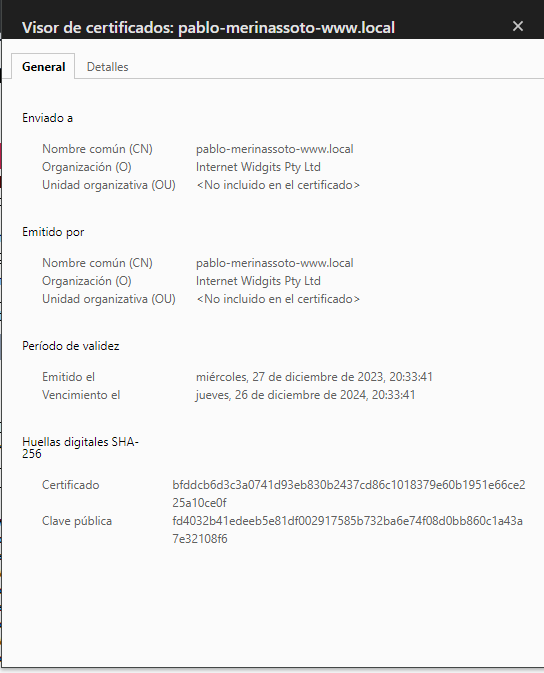 Visor de certificados: pablo-merinassoto-www.local
General Detalles
Enviado a
Nombre común (CN) pablo-merinassoto-www.local
Organización (O) Internet Widgits Pty Ltd
Unidad organizativa (OU) <No incluido en el certificado>
Emitido por
Nombre común (CN) pablo-merinassoto-www.local
Organización (O) Internet Widgits Pty Ltd
Unidad organizativa (OU) <No incluido en el certificado>
Período de validez
Emitido el miércoles, 27 de diciembre de 2023, 20:33:41
Vencimiento el jueves, 26 de diciembre de 2024, 20:33:41
Huellas digitales SHA-
256
Certificado bfddcb6d3c3a0741d93eb830b2437cd86c1018379e60b1951e66ce2
25a10ce0f
Clave pública fd4032b41edeeb5e81df002917585b732ba6e74f08d0bb860c1a43a
7e32108f6